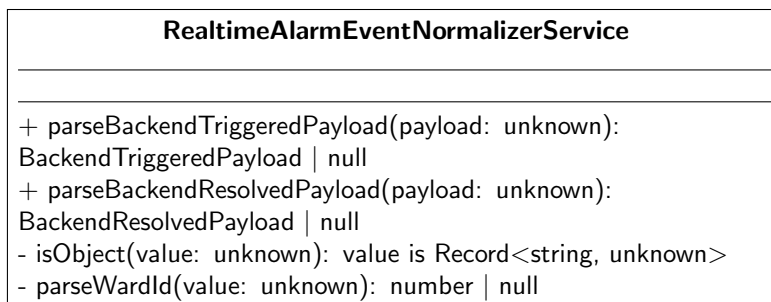 RealtimeAlarmEventNormalizerService
+ parseBackendTriggeredPayload(payload: unknown):
BackendTriggeredPayload | null
+ parseBackendResolvedPayload(payload: unknown):
BackendResolvedPayload | null
- isObject(value: unknown): value is Record<string, unknown>
- parseWardId(value: unknown): number | null